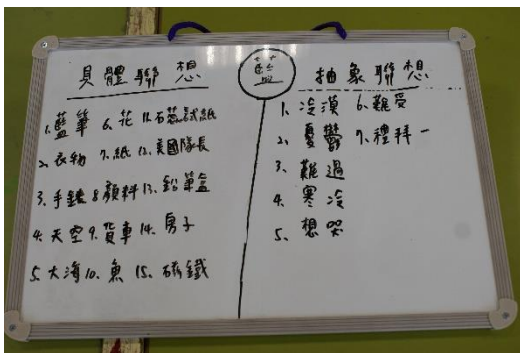 具體聯想
1.藍筆 6.花 11.石蕊試紙
2.衣物 7.紙 12.美國隊長
3.手錶 8.顏料 13.鉛筆盒
4.天空 9.貨車 14.房子
5.大海 10.魚 15.磁鐵
藍
抽象聯想
1.冷漠 6.難受
2.憂鬱 7.禮拜一
3.難過
4.寒冷
5.想哭